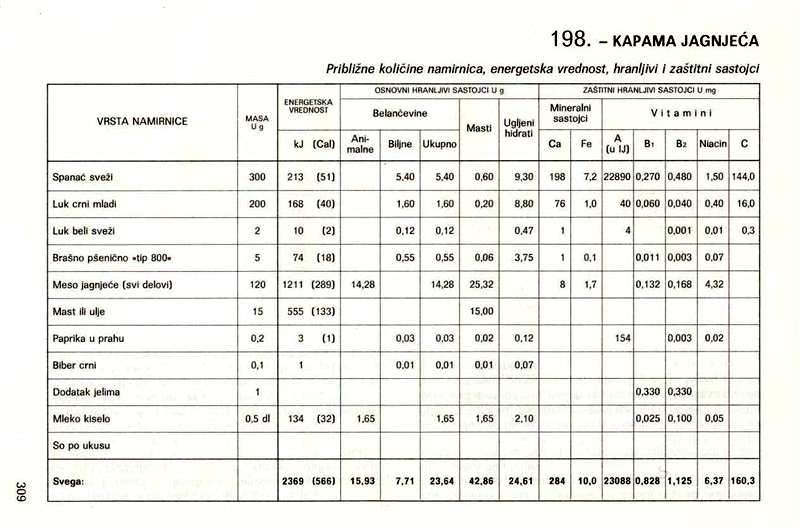 198. – KAPAMA JAGNJEĆA
Približne količine namirnica, energetska vrednost, hranljivi i zaštitni sastojci
VRSTA NAMIRNICE MASA U g ENERGETSKA VREDNOST OSNOVNI HRANLJIVI SASTOJCI U g ZAŠTITNI HRANLJIVI SASTOJCI U mg
Belančevine Masti Ugljeni hidrati Mineralni sastojci Vitamini
kJ (Cal) Ani-malne Biljne Ukupno Ca Fe A (u IJ) B1 B2 Niacin C
Spanać sveži 300 213 (51) 5,40 5,40 0,60 9,30 198 7,2 22890 0,270 0,480 1,50 144,0
Luk crni mladi 200 168 (40) 1,60 1,60 0,20 8,80 76 1,0 40 0,060 0,040 0,40 16,0
Luk beli sveži 2 10 (2) 0,12 0,12 0,47 1 4 0,001 0,01 0,3
Brašno pšenično »tip 800« 5 74 (18) 0,55 0,55 0,06 3,75 1 0,1 0,011 0,003 0,07
Meso jagnjeće (svi delovi) 120 1211 (289) 14,28 14,28 25,32 8 1,7 0,132 0,168 4,32
Mast ili ulje 15 555 (133) 15,00
Paprika u prahu 0,2 3 (1) 0,03 0,03 0,02 0,12 154 0,003 0,02
Biber crni 0,1 1 0,01 0,01 0,01 0,07
Dodatak jelima 1 0,330 0,330
Mleko kiselo 0,5 dl 134 (32) 1,65 1,65 1,65 2,10 0,025 0,100 0,05
So po ukusu
Svega: 2369 (566) 15,93 7,71 23,64 42,86 24,61 284 10,0 23088 0,828 1,125 6,37 160,3
309